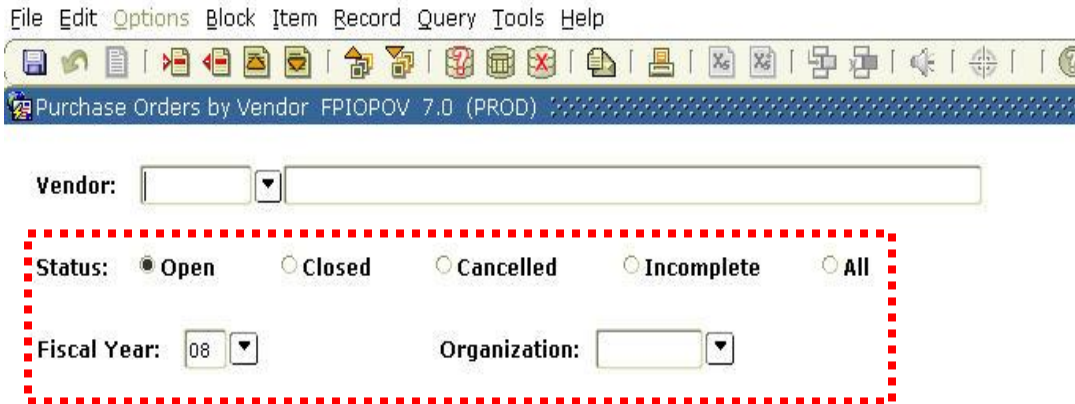 File Edit Options Block Item Record Query Tools Help
Purchase Orders by Vendor FPIOPOV 7.0 (PROD)
Vendor:
Status: Open Closed Cancelled Incomplete All
Fiscal Year: 08 Organization: